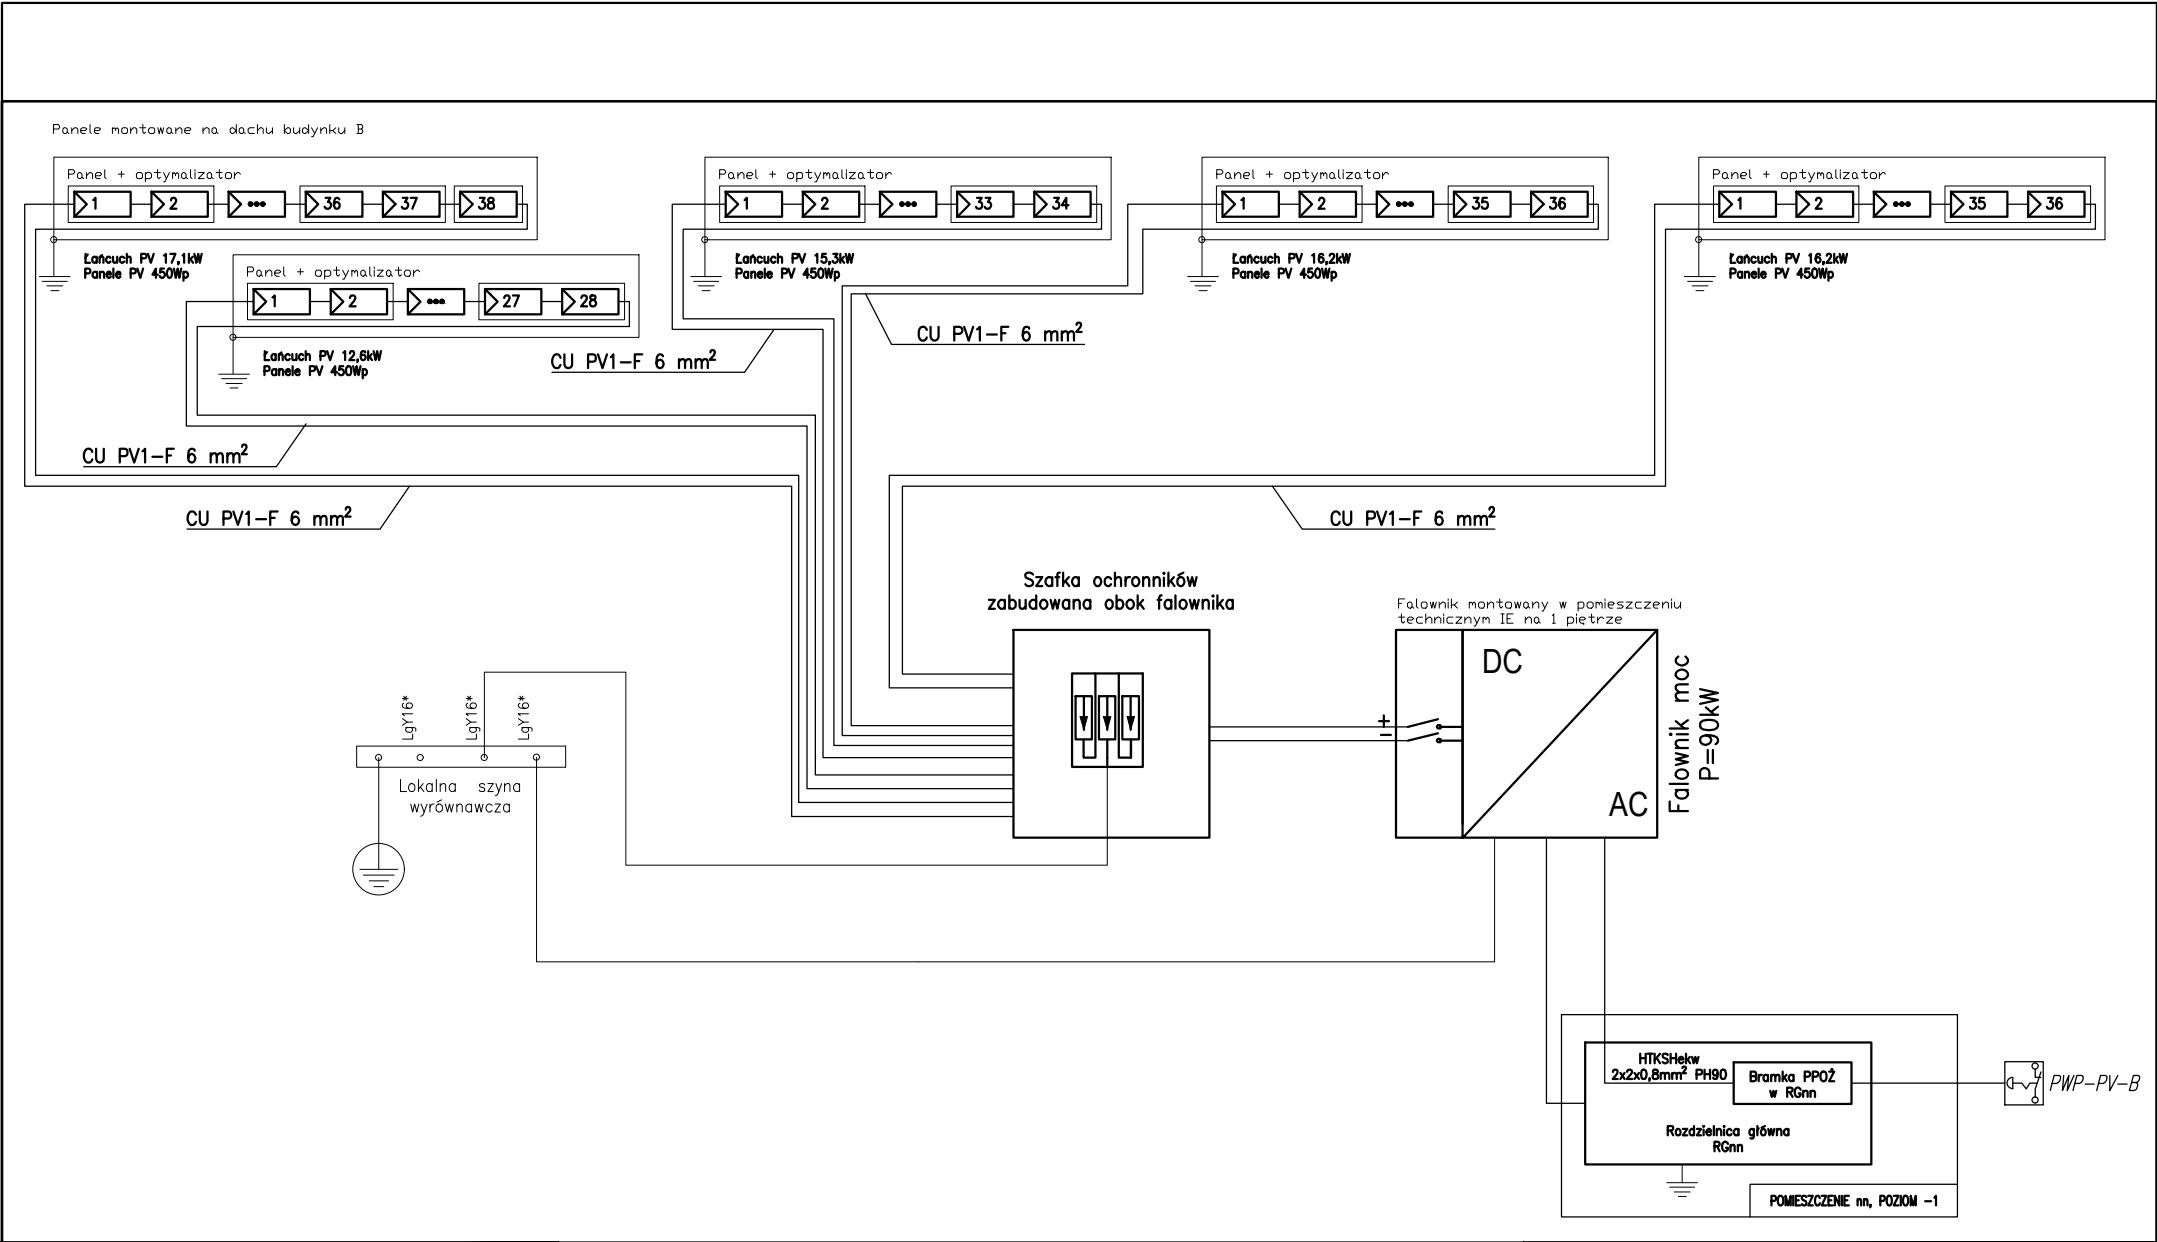 Panele montowane na dachu budynku B
Panel + optymalizator
1 2 ••• 36 37 38
Łańcuch PV 17,1kW
Panele PV 450Wp
Panel + optymalizator
1 2 ••• 27 28
Łańcuch PV 12,6kW
Panele PV 450Wp
Panel + optymalizator
1 2 ••• 33 34
Łańcuch PV 15,3kW
Panele PV 450Wp
Panel + optymalizator
1 2 ••• 35 36
Łańcuch PV 16,2kW
Panele PV 450Wp
Panel + optymalizator
1 2 ••• 35 36
Łańcuch PV 16,2kW
Panele PV 450Wp
CU PV1-F 6 mm²
CU PV1-F 6 mm²
CU PV1-F 6 mm²
CU PV1-F 6 mm²
CU PV1-F 6 mm²
Szafka ochronników
zabudowana obok falownika
Falownik montowany w pomieszczeniu
technicznym IE na 1 piętrze
DC
AC
+
−
Falownik moc
P=90kW
LgY16*
LgY16*
LgY16*
Lokalna szyna
wyrównawcza
HTKSHekw
2x2x0,8mm² PH90
Bramka PPOŻ
w RGnn
Rozdzielnica główna
RGnn
POMIESZCZENIE nn, POZIOM -1
PWP-PV-B